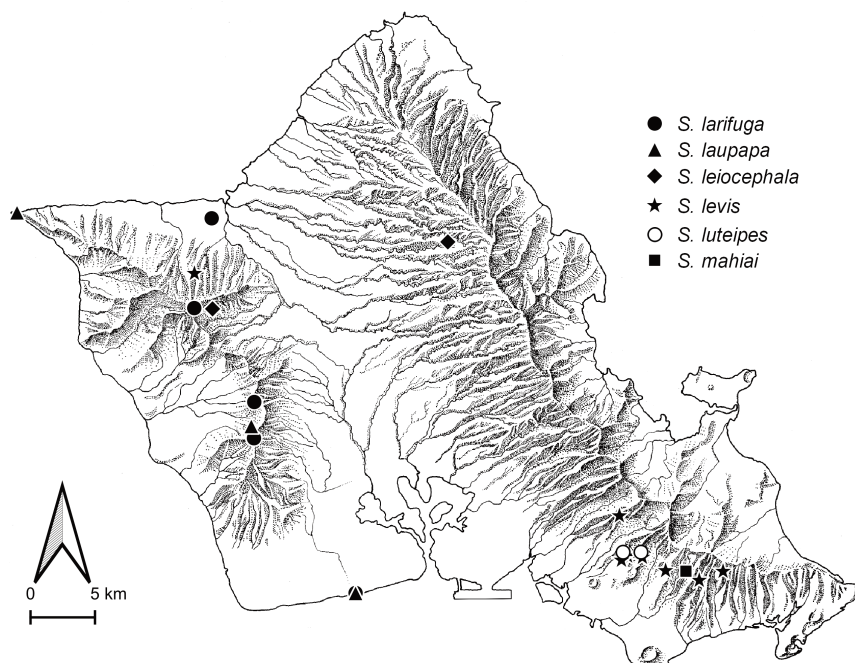 S. larifuga
S. laupapa
S. leiocephala
S. levis
S. luteipes
S. mahiai
0 5 km